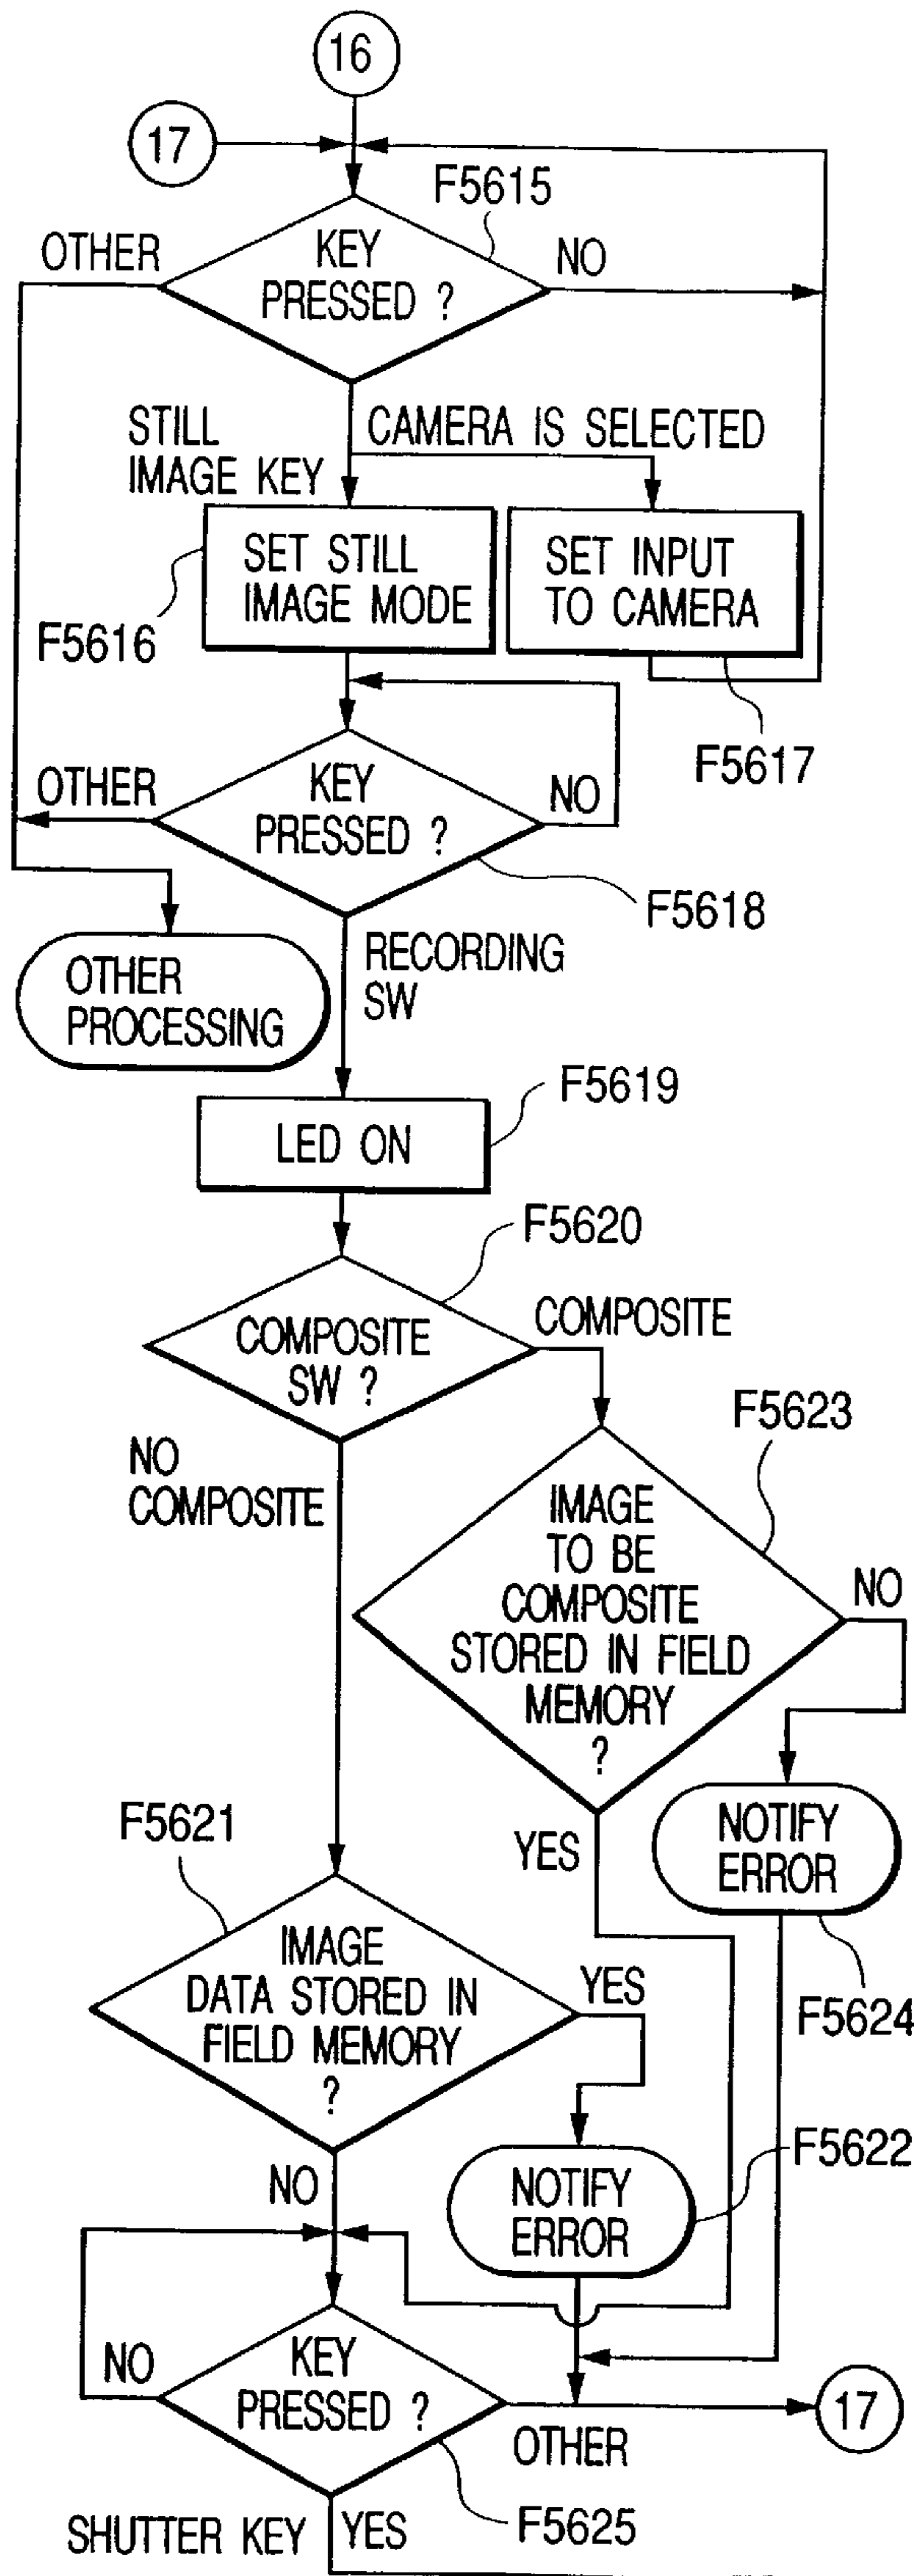 16
17
F5615
OTHER
KEY
PRESSED ?
NO
STILL
IMAGE KEY
CAMERA IS SELECTED
SET STILL
IMAGE MODE
SET INPUT
TO CAMERA
F5616
F5617
OTHER
KEY
PRESSED ?
NO
F5618
OTHER
PROCESSING
RECORDING
SW
F5619
LED ON
F5620
COMPOSITE
SW ?
COMPOSITE
F5623
NO
COMPOSITE
IMAGE
TO BE
COMPOSITE
STORED IN FIELD
MEMORY
?
NO
F5621
YES
NOTIFY
ERROR
IMAGE
DATA STORED IN
FIELD MEMORY
?
YES
F5624
F5622
NO
NOTIFY
ERROR
NO
KEY
PRESSED ?
OTHER
17
SHUTTER KEY
YES
F5625